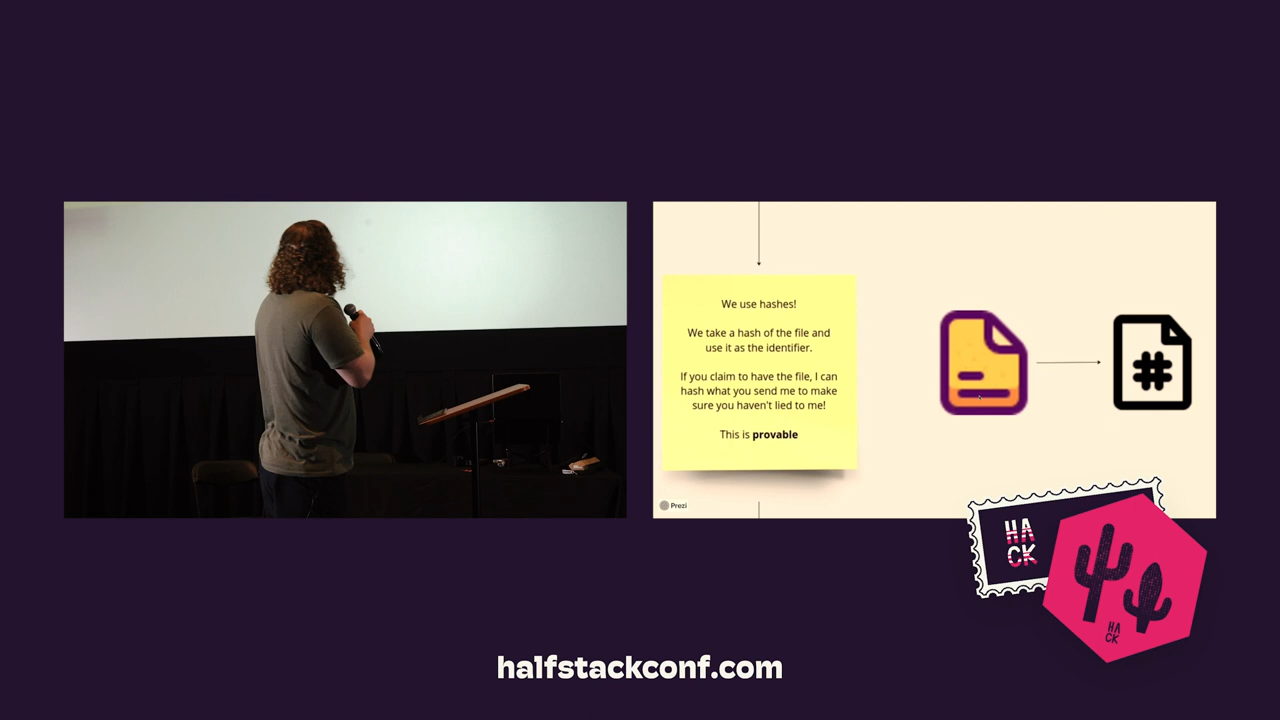 We use hashes!
We take a hash of the file and
use it as the identifier.
If you claim to have the file, I can
hash what you send me to make
sure you haven't lied to me!
This is provable
Prezi
HA
CK
HA
CK
halfstackconf.com